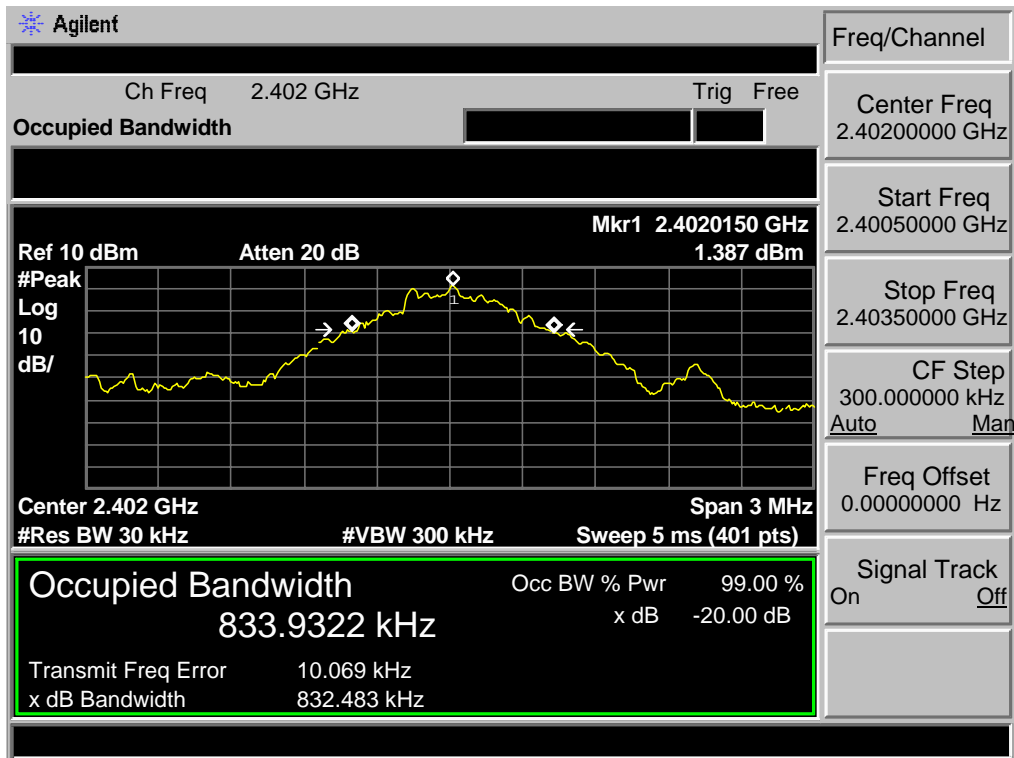 Agilent
Freq/Channel
Ch Freq 2.402 GHz Trig Free
Occupied Bandwidth
Center Freq
2.40200000 GHz
Start Freq
2.40050000 GHz
Stop Freq
2.40350000 GHz
CF Step
300.000000 kHz
Auto Man
Freq Offset
0.00000000 Hz
Signal Track
On Off
Mkr1 2.4020150 GHz
Ref 10 dBm Atten 20 dB 1.387 dBm
#Peak
Log
10
dB/
1
Center 2.402 GHz Span 3 MHz
#Res BW 30 kHz #VBW 300 kHz Sweep 5 ms (401 pts)
Occupied Bandwidth Occ BW % Pwr 99.00 %
833.9322 kHz x dB -20.00 dB
Transmit Freq Error 10.069 kHz
x dB Bandwidth 832.483 kHz